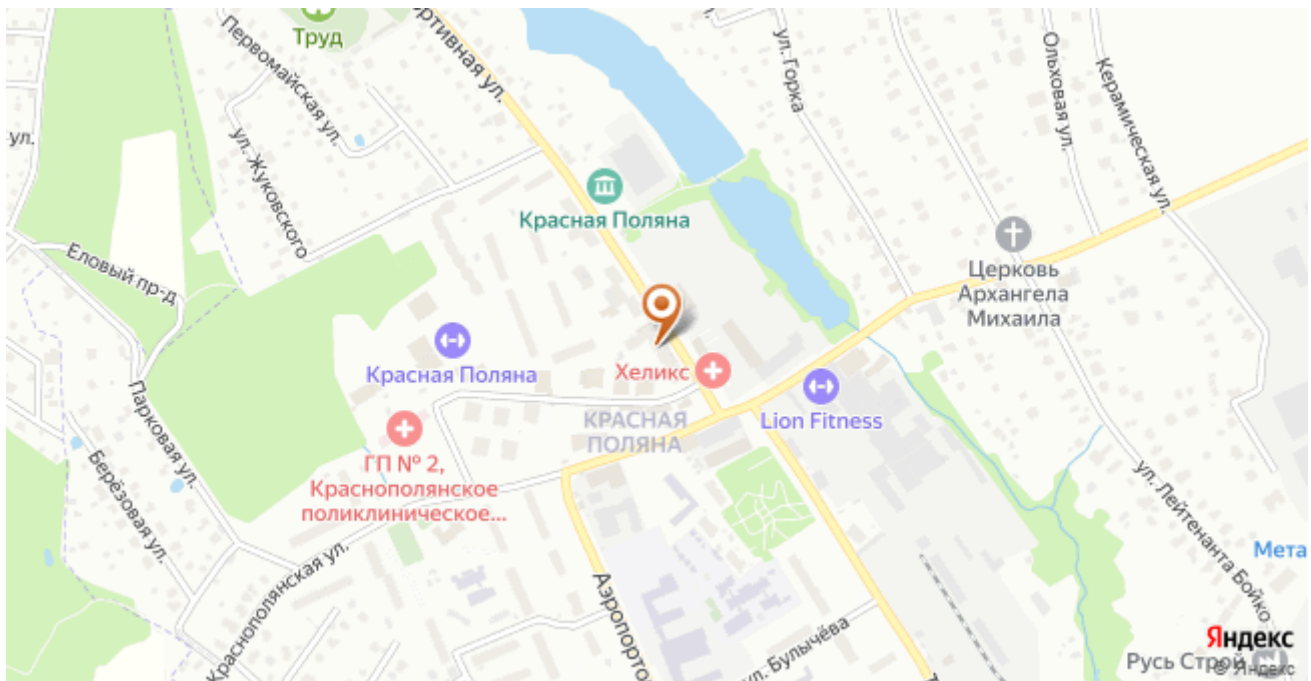 Труд
Первомайская ул.
ортивная ул.
ул. Горка
Ольховая ул.
Керамическая ул.
ул.
ул. Жуковского
Красная Поляна
Церковь
Архангела
Михаила
Еловый пр-д
Красная Поляна
Хеликс
Lion Fitness
КРАСНАЯ
ПОЛЯНА
Парковая ул.
Берёзовая ул.
ГП № 2,
Краснополянское
поликлиническое...
ул. Лейтенанта Бойко
Мета
Краснополянская ул.
Аэропорто
ул. Булычёва
Яндекс
Русь Строй
© Яндекс